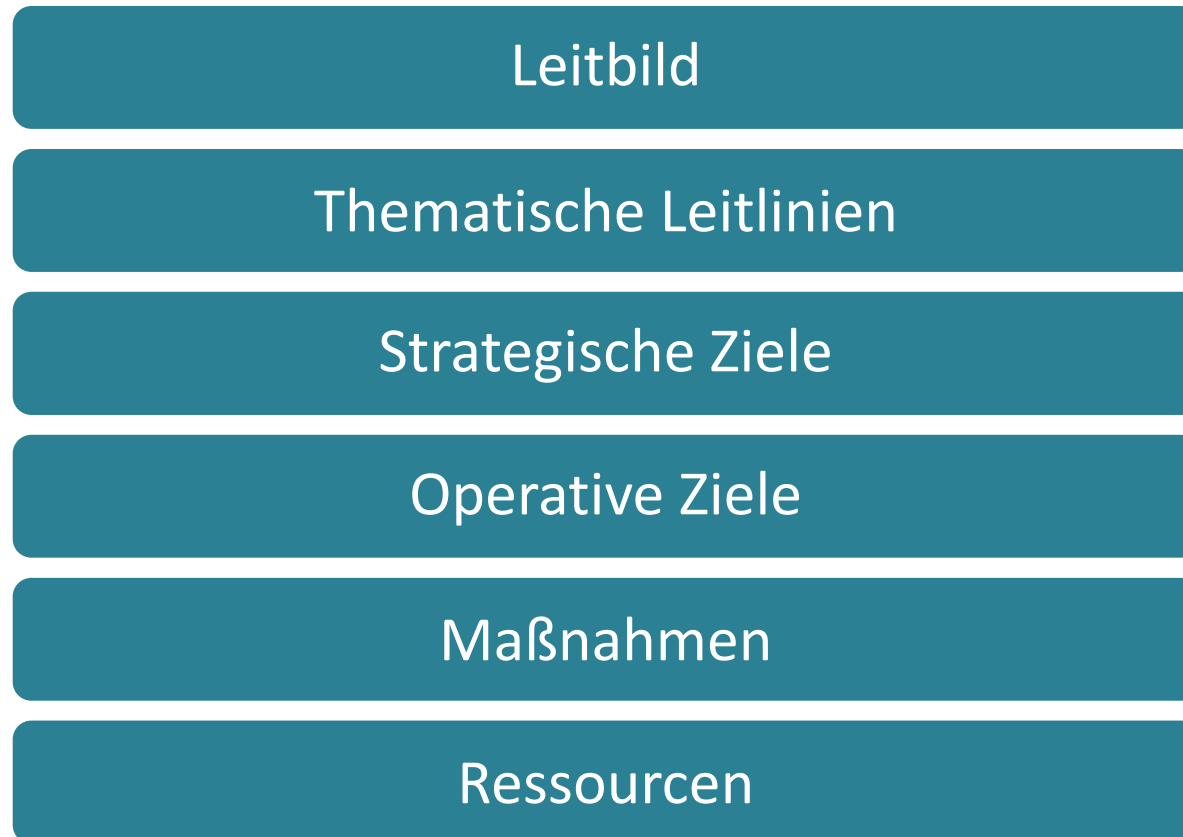 Leitbild
Thematische Leitlinien
Strategische Ziele
Operative Ziele
Maßnahmen
Ressourcen